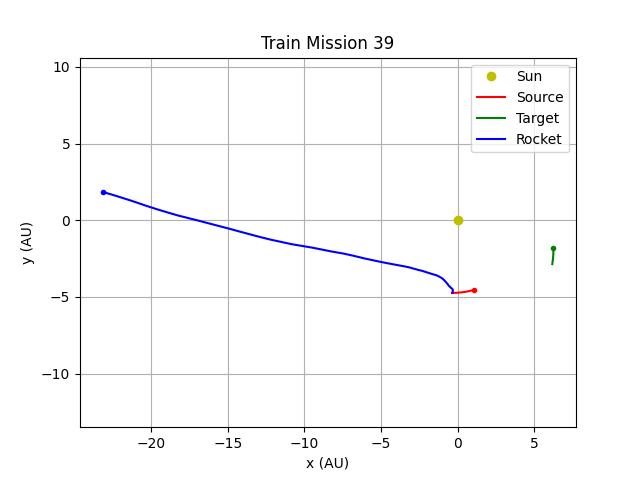 Train Mission 39
Sun
Source
Target
Rocket
10
5
0
−5
−10
y (AU)
−20
−15
−10
−5
0
5
x (AU)